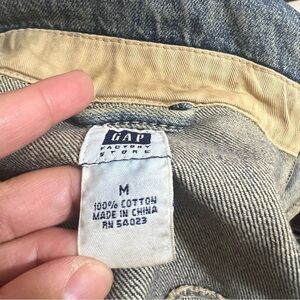 GAP
FACTORY
STORE
M
100% COTTON
MADE IN CHINA
RN 54023